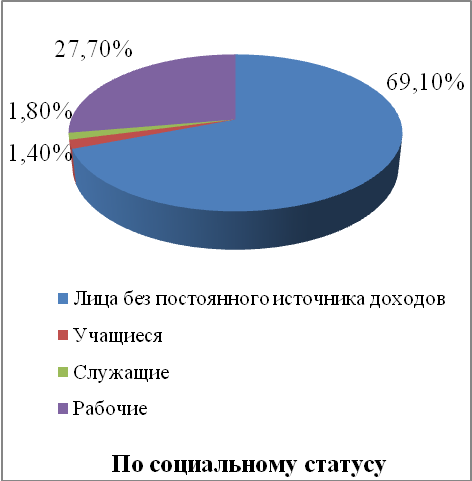 27,70%
69,10%
1,80%
1,40%
Лица без постоянного источника доходов
Учащиеся
Служащие
Рабочие
По социальному статусу